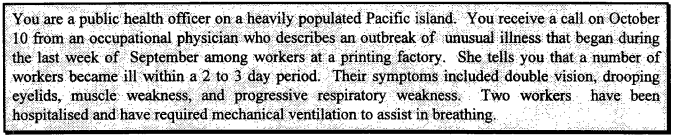 You are a public health officer on a heavily populated Pacific island. You receive a call on October
10 from an occupational physician who describes an outbreak of unusual illness that began during
the last week of September among workers at a printing factory. She tells you that a number of
workers became ill within a 2 to 3 day period. Their symptoms included double vision, drooping
eyelids, muscle weakness, and progressive respiratory weakness. Two workers have been
hospitalised and have required mechanical ventilation to assist in breathing.